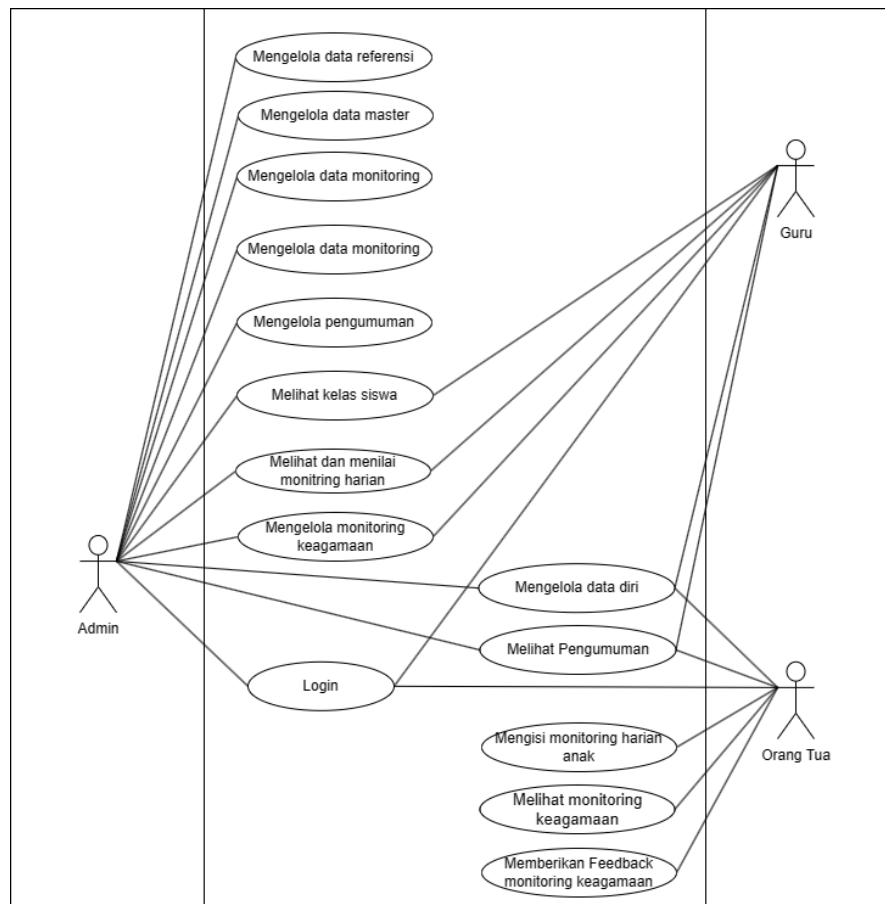 Mengelola data referensi
Mengelola data master
Mengelola data monitoring
Guru
Mengelola data monitoring
Mengelola pengumuman
Melihat kelas siswa
Melihat dan menilai
monitring harian
Mengelola monitoring
keagamaan
Admin
Mengelola data diri
Melihat Pengumuman
Login
Orang Tua
Mengisi monitoring harian
anak
Melihat monitoring
keagamaan
Memberikan Feedback
monitoring keagamaan